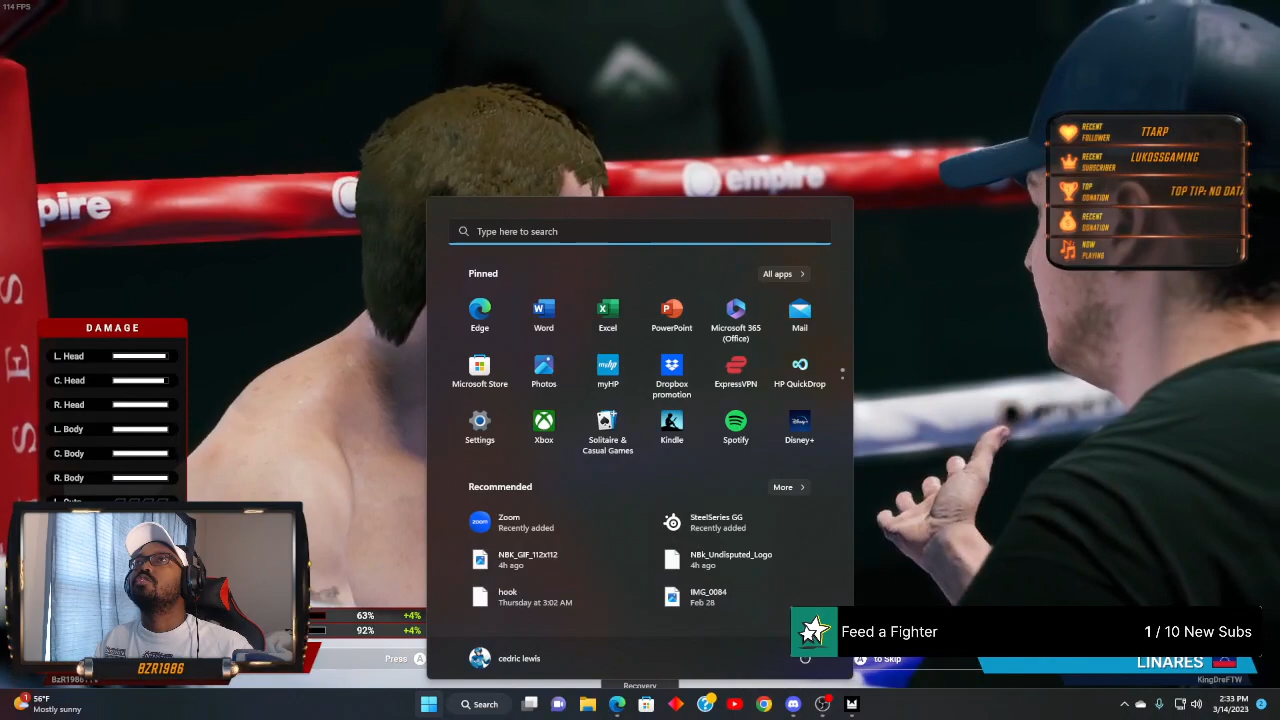 114 FPS
empire
empire
RECENT FOLLOWER
TTARP
RECENT SUBSCRIBER
LUKOSSGAMING
TOP DONATION
TOP TIP: NO DATA
RECENT DONATION
NOW PLAYING
Type here to search
Pinned
All apps
Edge
Word
Excel
PowerPoint
Microsoft 365
(Office)
Mail
Microsoft Store
Photos
myHP
Dropbox
promotion
ExpressVPN
HP QuickDrop
Settings
Xbox
Solitaire &
Casual Games
Kindle
Spotify
Disney+
Recommended
More
Zoom
Recently added
SteelSeries GG
Recently added
NBK_GIF_112x112
4h ago
NBk_Undisputed_Logo
4h ago
hook
Thursday at 3:02 AM
IMG_0084
Feb 28
cedric lewis
DAMAGE
L. Head
C. Head
R. Head
L. Body
C. Body
R. Body
63% +4%
92% +4%
Press A
A to Skip
Feed a Fighter
1 / 10 New Subs
LINARES
KingDreFTW
BZR1986
Recovery
56°F
Mostly sunny
Search
2:33 PM
3/14/2023